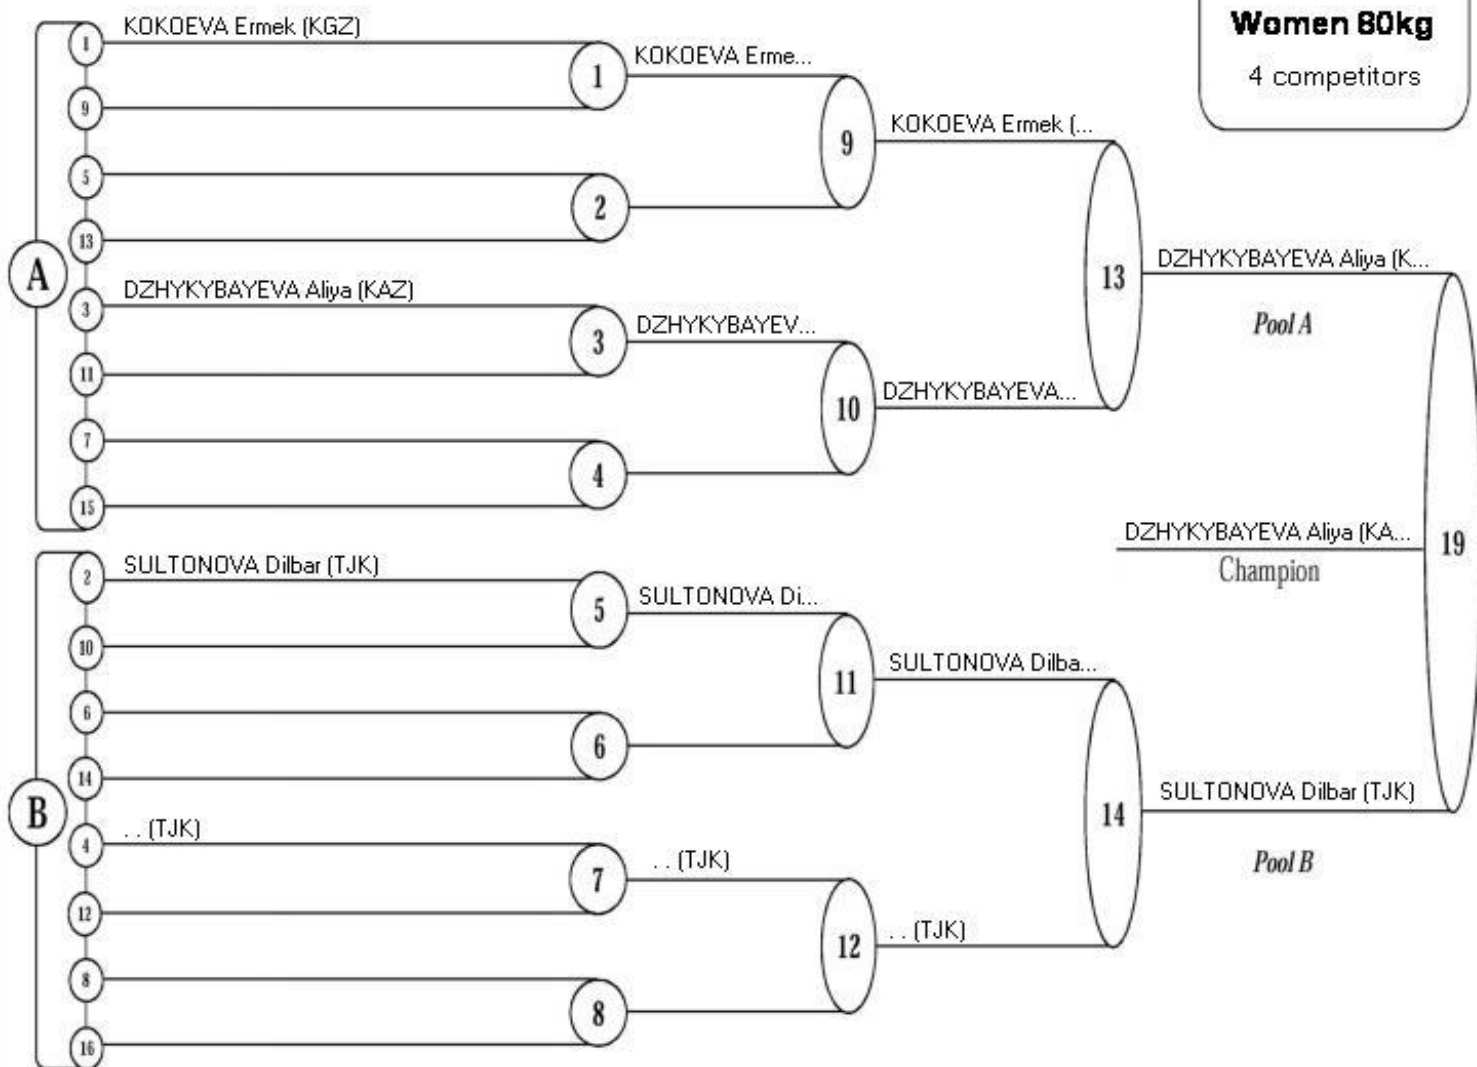 Women 80kg
4 competitors
A
1
KOKOEVA Ermek (KGZ)
9
1
KOKOEVA Erme...
5
13
2
9
KOKOEVA Ermek (...
3
DZHYKYBAYEVA Aliya (KAZ)
11
3
DZHYKYBAYEV...
7
15
4
10
DZHYKYBAYEVA...
13
DZHYKYBAYEVA Aliya (K...
Pool A
B
2
SULTONOVA Dilbar (TJK)
10
5
SULTONOVA Di...
6
14
6
11
SULTONOVA Dilba...
4
. . (TJK)
12
7
. . (TJK)
8
16
8
12
. . (TJK)
14
SULTONOVA Dilbar (TJK)
Pool B
19
DZHYKYBAYEVA Aliya (KA...
Champion